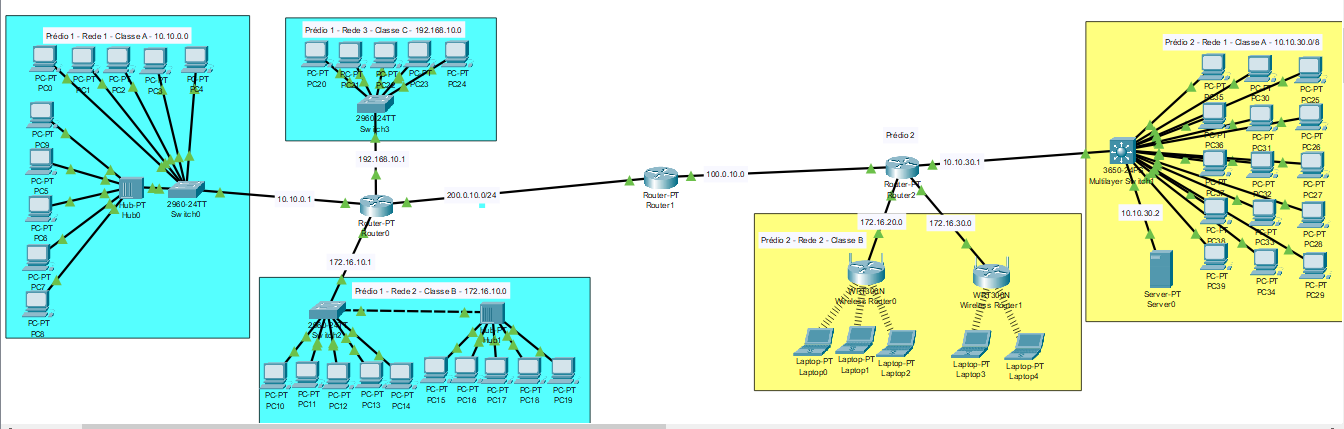 Prédio 1 - Rede 1 - Classe A - 10.10.0.0
PC-PT
PC0
PC-PT
PC1
PC-PT
PC2
PC-PT
PC3
PC-PT
PC4
PC-PT
PC9
PC-PT
PC5
PC-PT
PC6
PC-PT
PC7
PC-PT
PC8
Hub-PT
Hub0
2960-24TT
Switch0
10.10.0.1
Prédio 1 - Rede 3 - Classe C - 192.168.10.0
PC-PT
PC20
PC-PT
PC21
PC-PT
PC22
PC-PT
PC23
PC-PT
PC24
2960-24TT
Switch3
192.168.10.1
Router-PT
Router0
200.0.10.0/24
172.16.10.1
Prédio 1 - Rede 2 - Classe B - 172.16.10.0
2960-24TT
Switch2
Hub-PT
Hub1
PC-PT
PC10
PC-PT
PC11
PC-PT
PC12
PC-PT
PC13
PC-PT
PC14
PC-PT
PC15
PC-PT
PC16
PC-PT
PC17
PC-PT
PC18
PC-PT
PC19
Router-PT
Router1
100.0.10.0
Prédio 2
Router-PT
Router2
10.10.30.1
172.16.20.0
172.16.30.0
Prédio 2 - Rede 2 - Classe B
WRT300N
Wireless Router0
WRT300N
Wireless Router1
Laptop-PT
Laptop0
Laptop-PT
Laptop1
Laptop-PT
Laptop2
Laptop-PT
Laptop3
Laptop-PT
Laptop4
Prédio 2 - Rede 1 - Classe A - 10.10.30.0/8
3650-24PS
Multilayer Switch1
10.10.30.2
Server-PT
Server0
PC-PT
PC35
PC-PT
PC30
PC-PT
PC25
PC-PT
PC36
PC-PT
PC31
PC-PT
PC26
PC-PT
PC37
PC-PT
PC32
PC-PT
PC27
PC-PT
PC38
PC-PT
PC33
PC-PT
PC28
PC-PT
PC39
PC-PT
PC34
PC-PT
PC29